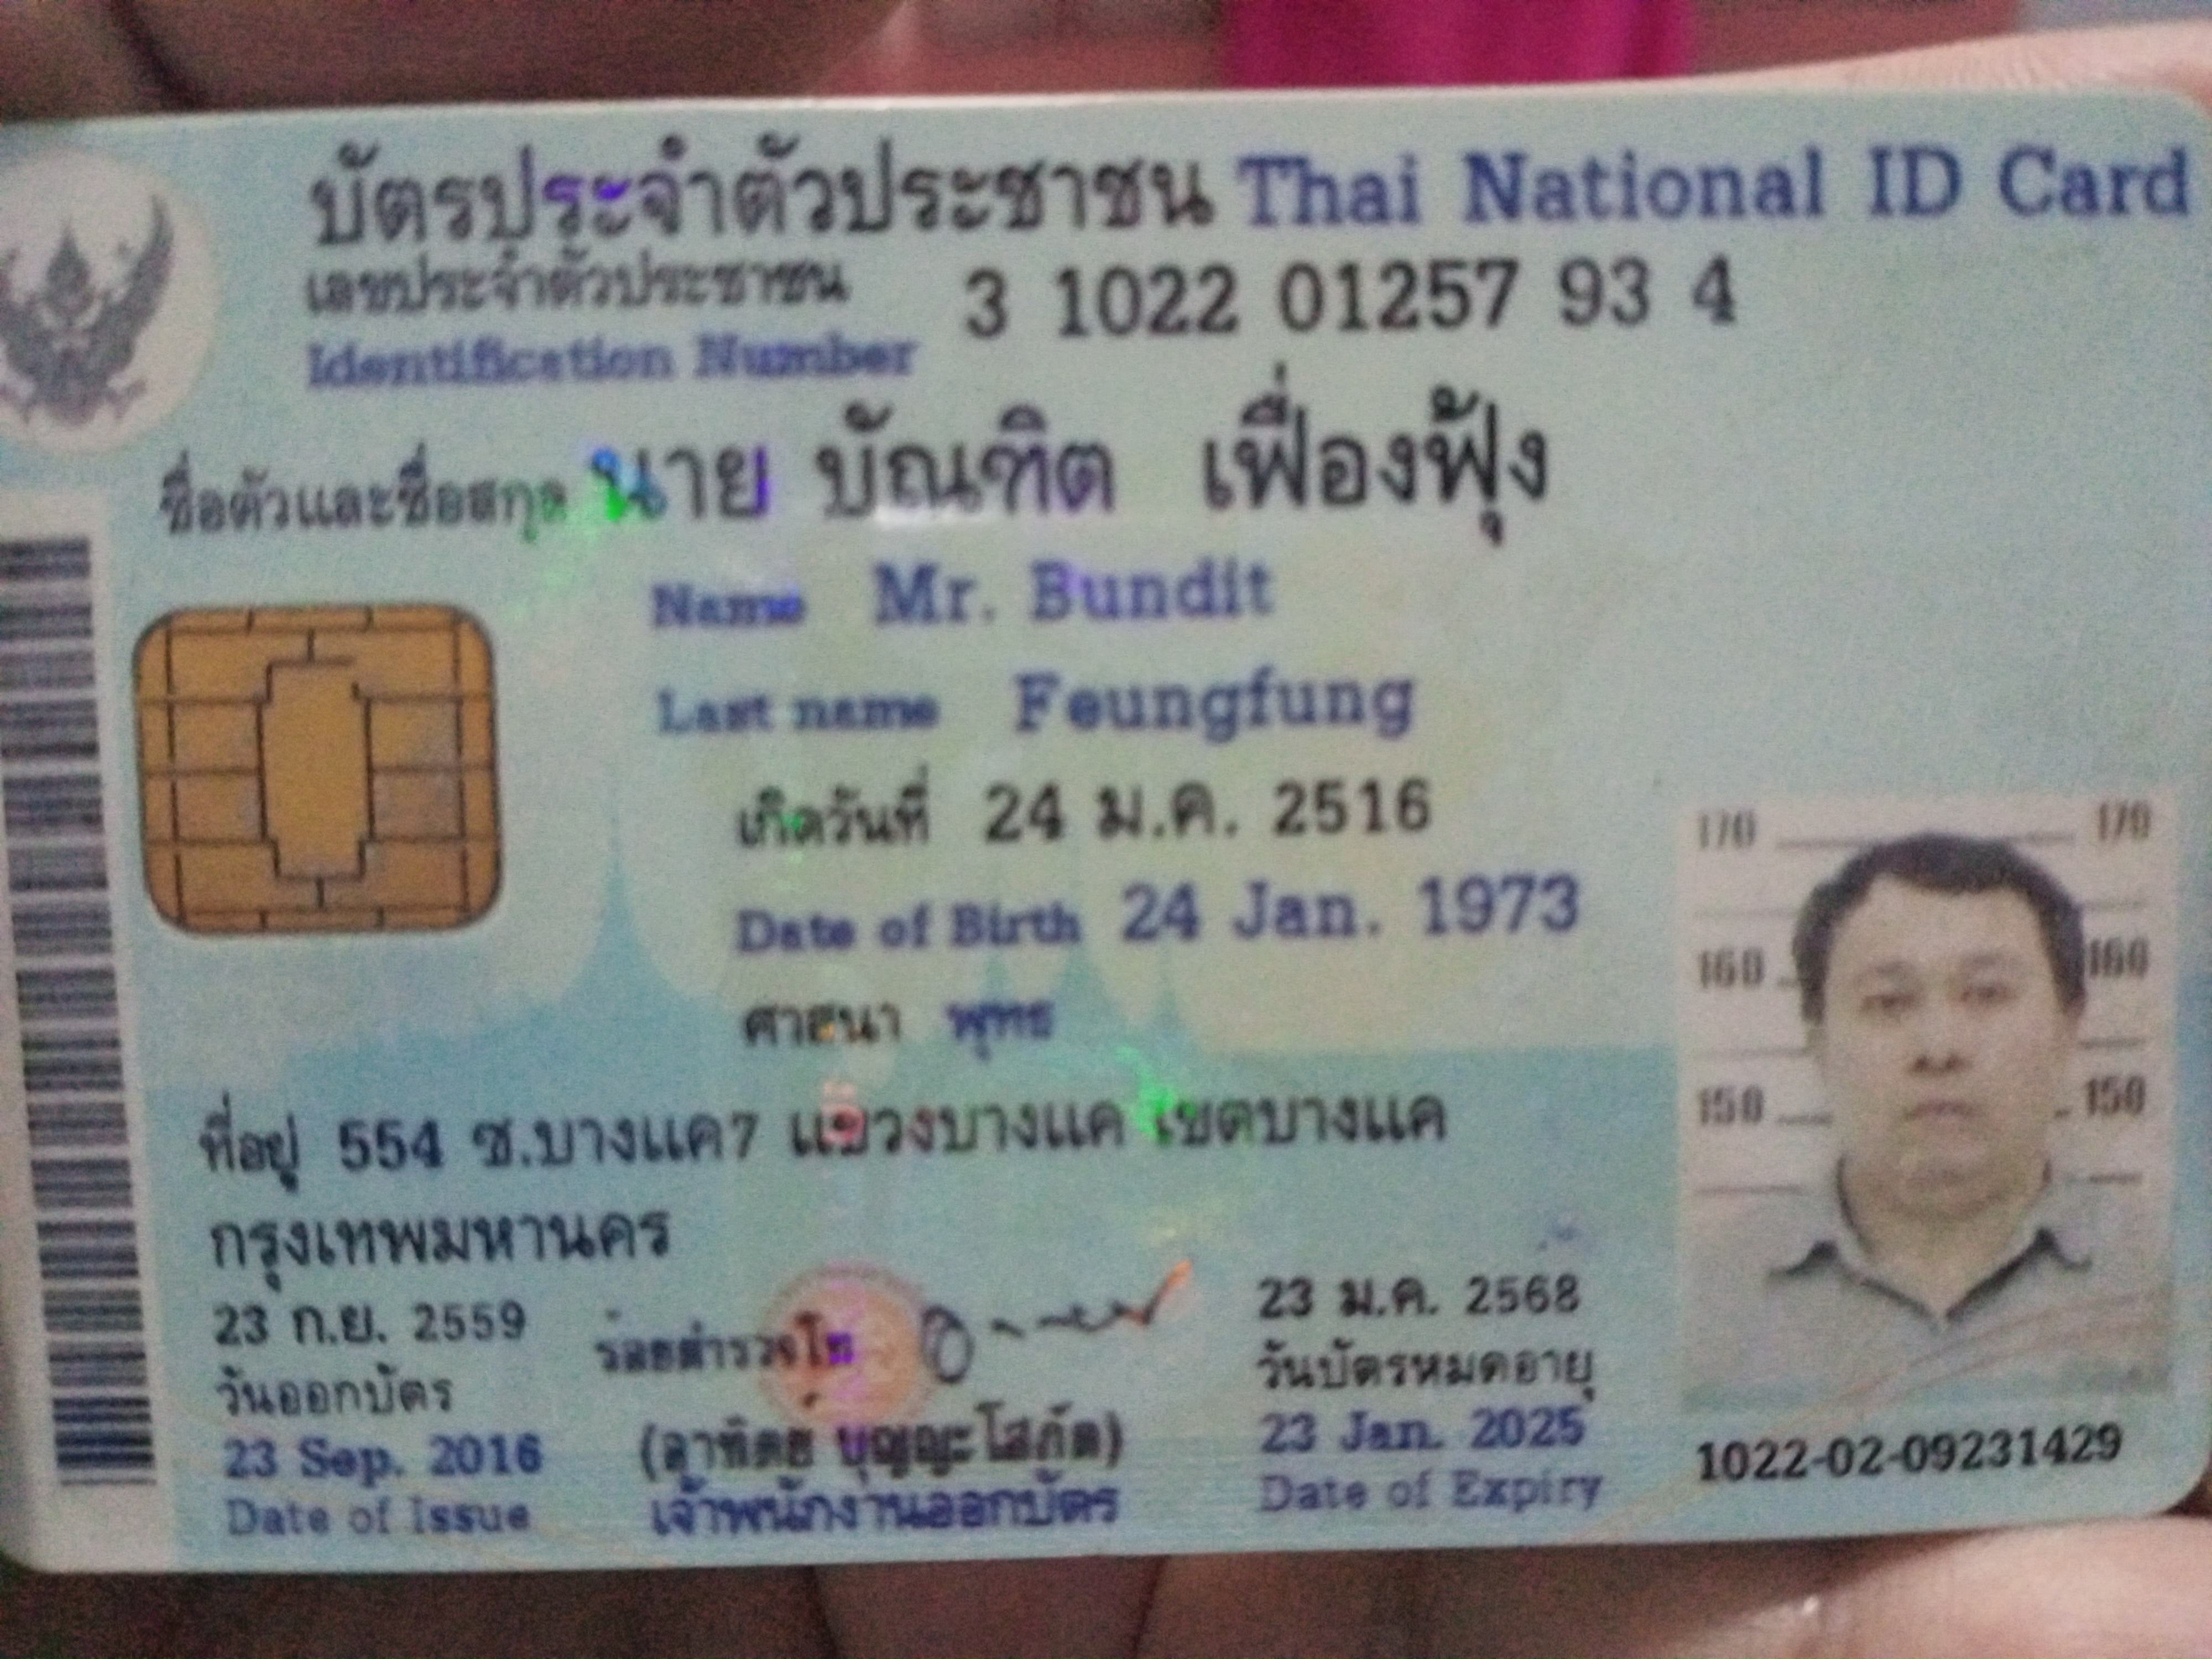 บัตรประจำตัวประชาชน Thai National ID Card
เลขประจำตัวประชาชน 3 1022 01257 93 4
Identification Number
ชื่อตัวและชื่อสกุล นาย บัณฑิต เฟื่องฟุ้ง
Name Mr. Bundit
Last name Feungfung
เกิดวันที่ 24 ม.ค. 2516
Date of Birth 24 Jan. 1973
ศาสนา พุทธ
ที่อยู่ 554 ซ.บางแค7 แขวงบางแค เขตบางแค
กรุงเทพมหานคร
23 ก.ย. 2559
วันออกบัตร
23 Sep. 2016
Date of Issue
ร้อยตำรวจโท
(อาทิตย์ บุญญะโสภัต)
เจ้าพนักงานออกบัตร
23 ม.ค. 2568
วันบัตรหมดอายุ
23 Jan. 2025
Date of Expiry
170 170
160 160
150 150
1022-02-09231429